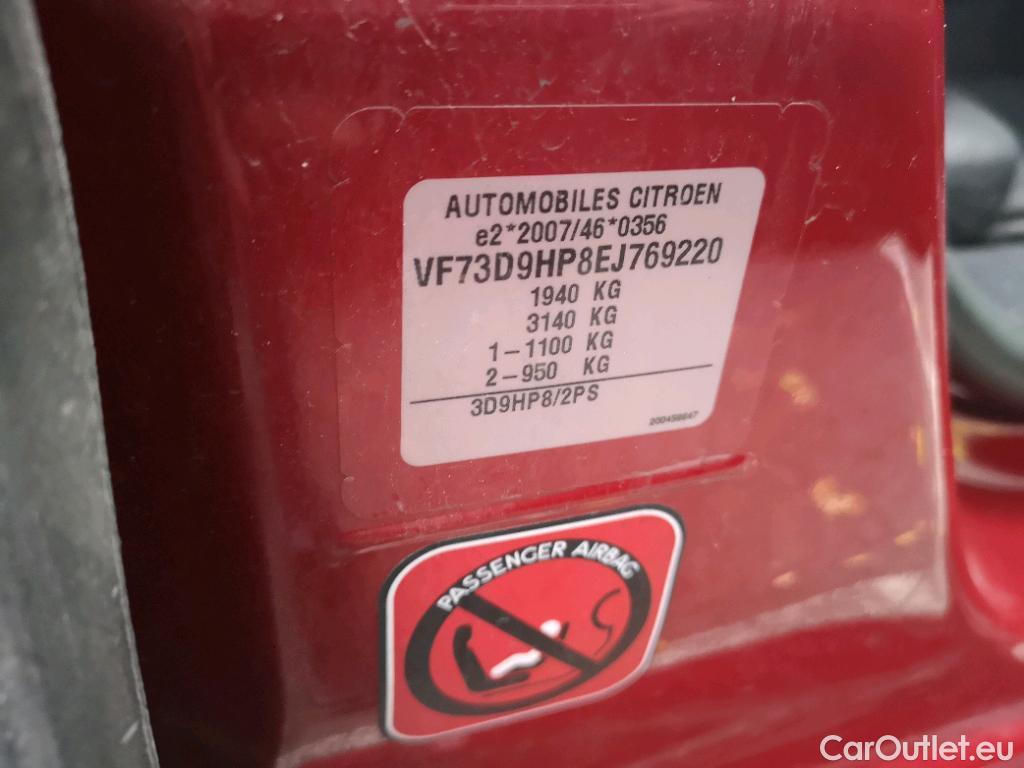 AUTOMOBILES CITROEN
e2*2007/46*0356
VF73D9HP8EJ769220
1940 KG
3140 KG
1-1100 KG
2-950 KG
3D9HP8/2PS
PASSENGER AIRBAG
CarOutlet.eu